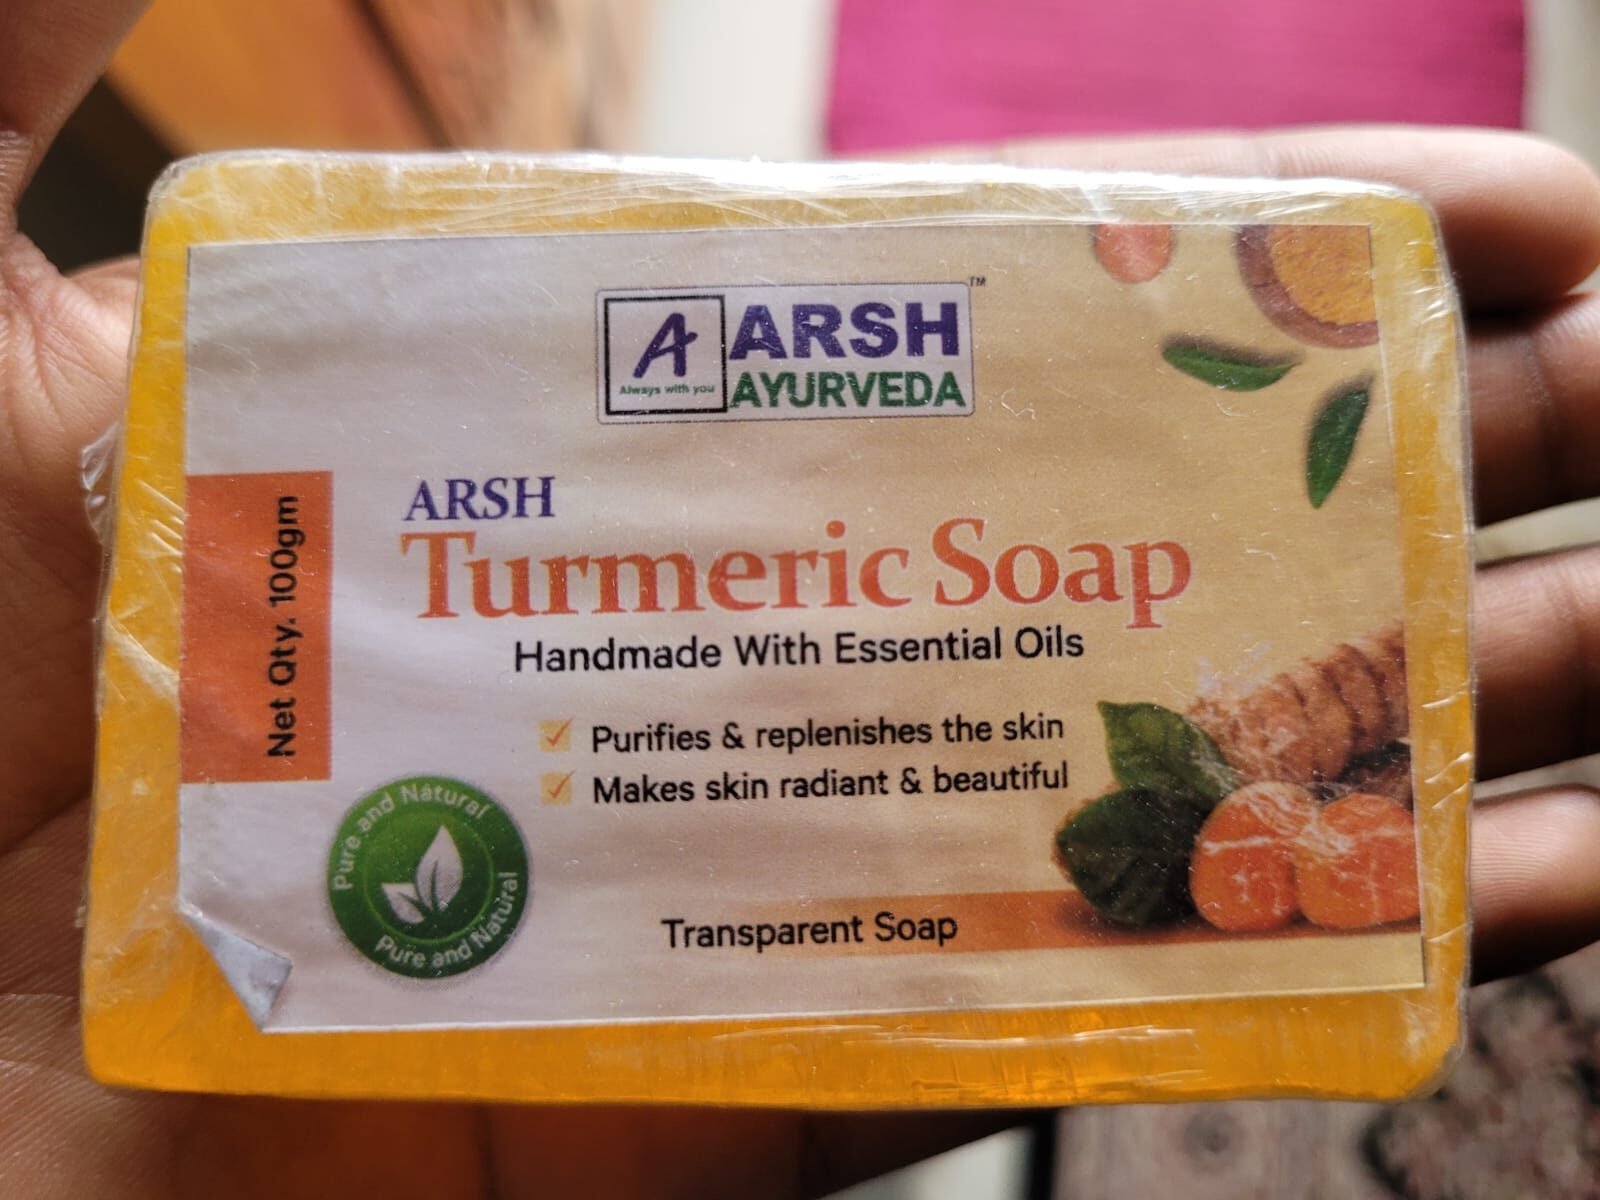 A
Always with you
ARSH
AYURVEDA
TM
ARSH
Turmeric Soap
Handmade With Essential Oils
Purifies & replenishes the skin
Makes skin radiant & beautiful
Net Qty. 100gm
Pure and Natural
Pure and Natural
Transparent Soap